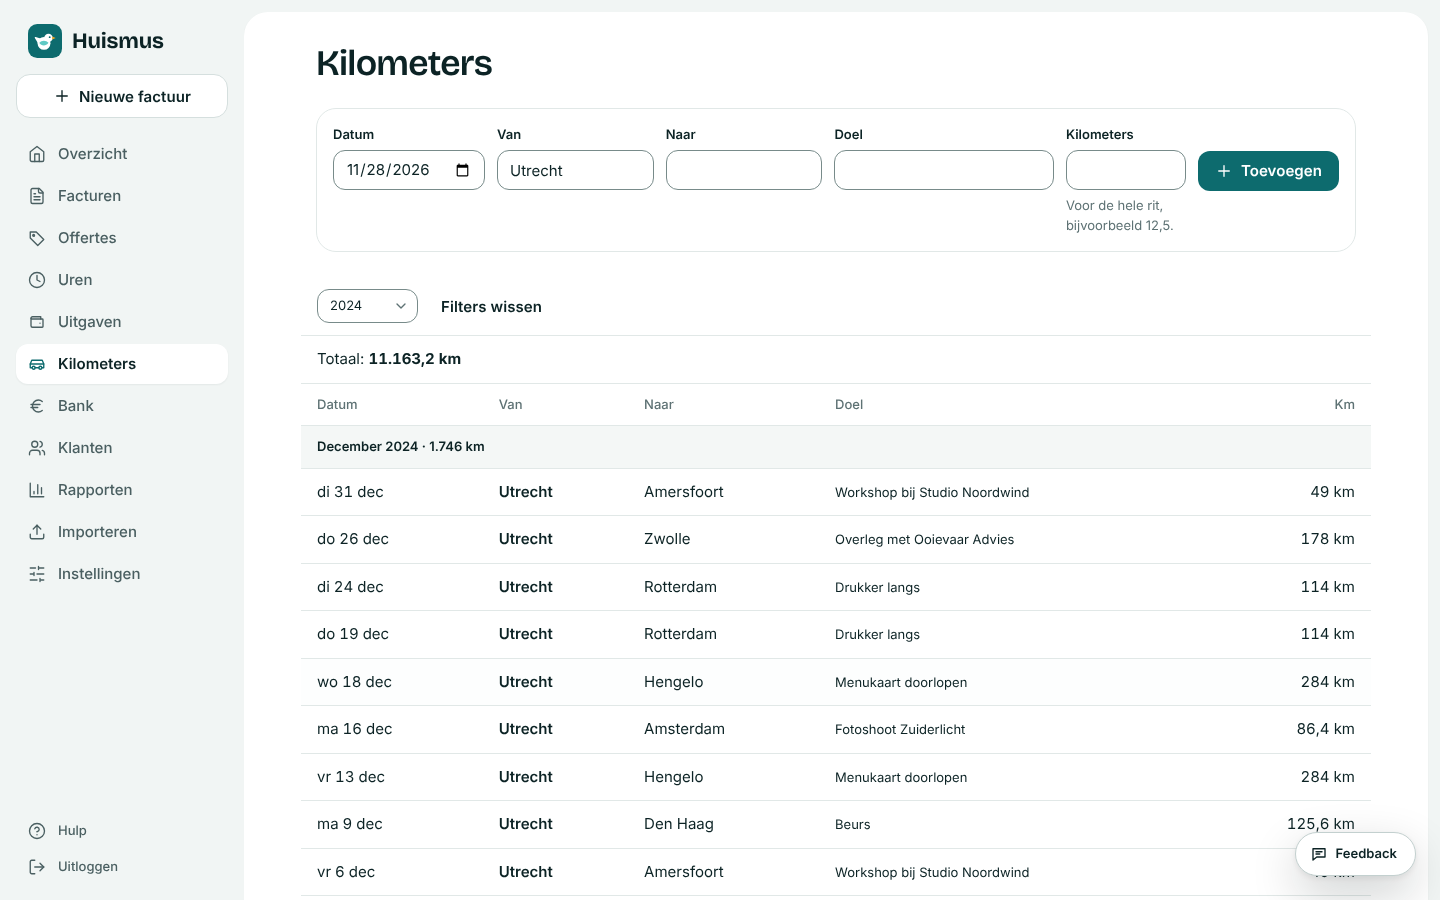 Huismus
Nieuwe factuur
Overzicht
Facturen
Offertes
Uren
Uitgaven
Kilometers
Bank
Klanten
Rapporten
Importeren
Instellingen
Hulp
Uitloggen
Kilometers
Datum Van Naar Doel Kilometers
11/28/2026 Utrecht Toevoegen
Voor de hele rit,
bijvoorbeeld 12,5.
2024 Filters wissen
Totaal: 11.163,2 km
Datum Van Naar Doel Km
December 2024 · 1.746 km
di 31 dec Utrecht Amersfoort Workshop bij Studio Noordwind 49 km
do 26 dec Utrecht Zwolle Overleg met Ooievaar Advies 178 km
di 24 dec Utrecht Rotterdam Drukker langs 114 km
do 19 dec Utrecht Rotterdam Drukker langs 114 km
wo 18 dec Utrecht Hengelo Menukaart doorlopen 284 km
ma 16 dec Utrecht Amsterdam Fotoshoot Zuiderlicht 86,4 km
vr 13 dec Utrecht Hengelo Menukaart doorlopen 284 km
ma 9 dec Utrecht Den Haag Beurs 125,6 km
vr 6 dec Utrecht Amersfoort Workshop bij Studio Noordwind
Feedback